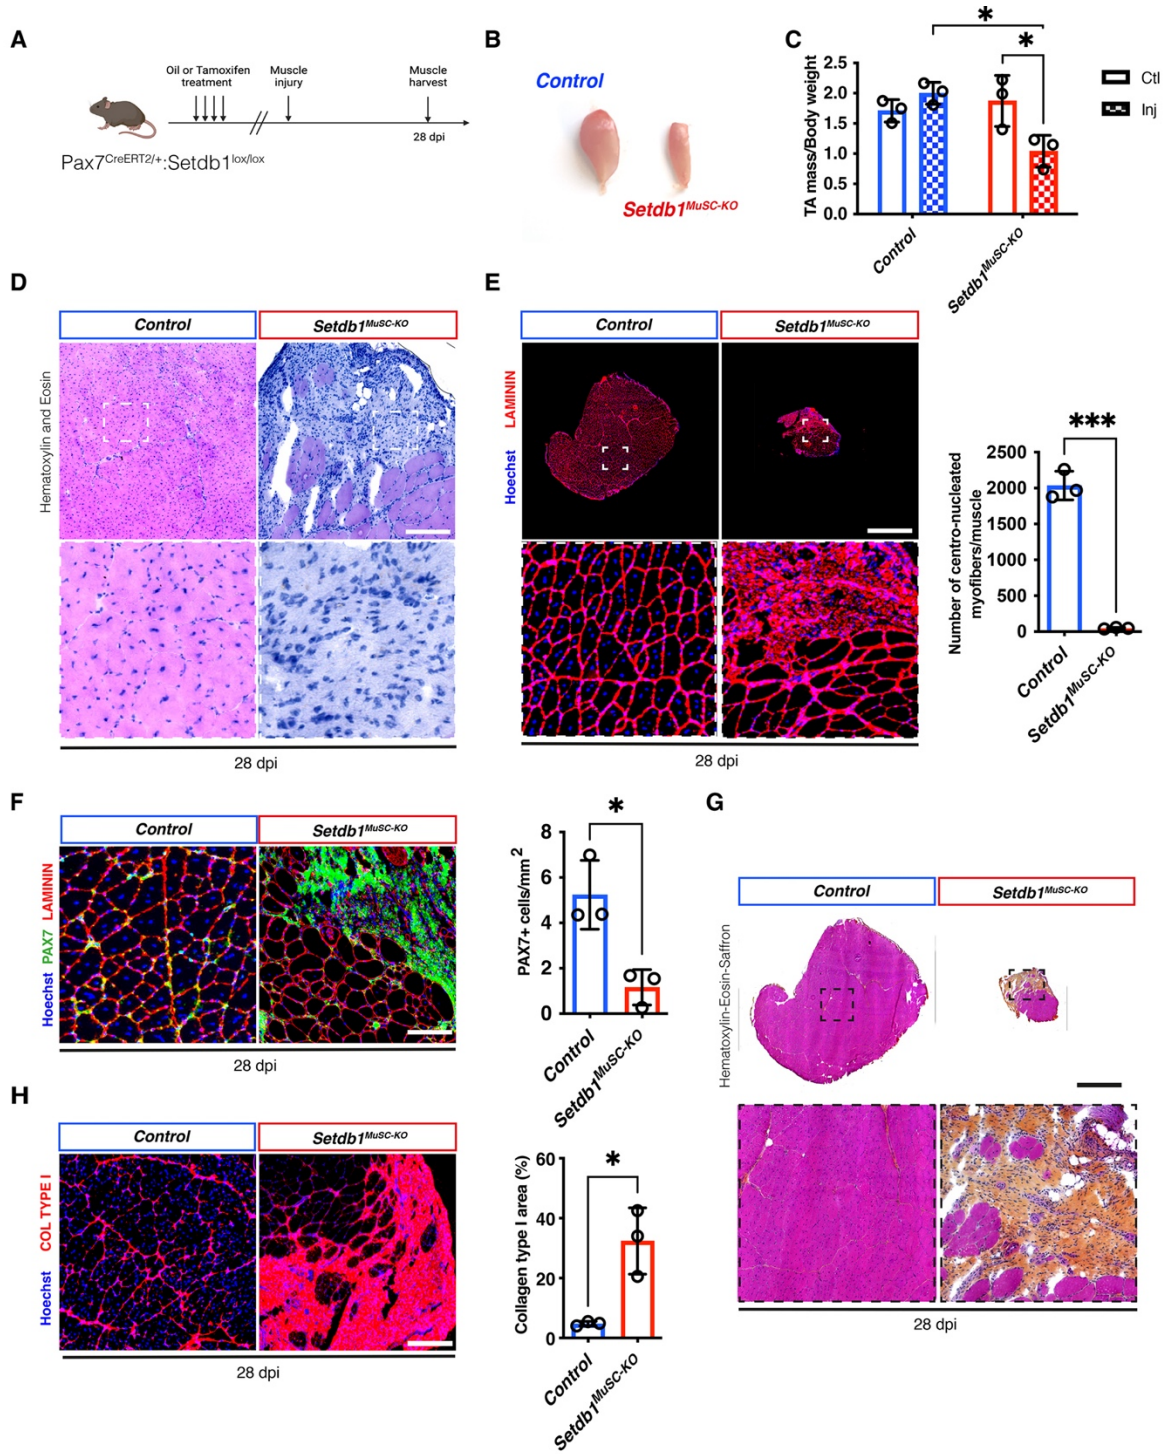 A
Oil or Tamoxifen
treatment
Muscle
injury
Muscle
harvest
28 dpi
Pax7CreERT2/+:Setdb1lox/lox
B
Control
Setdb1MuSC-KO
C
*
*
TA mass/Body weight
2.5
2.0
1.5
1.0
0.5
0.0
Control
Setdb1MuSC-KO
Ctl
Inj
D
Control
Setdb1MuSC-KO
Hematoxylin and Eosin
28 dpi
E
Control
Setdb1MuSC-KO
Hoechst LAMININ
28 dpi
***
Number of centro-nucleated
myofibers/muscle
2500
2000
1500
1000
500
0
Control
Setdb1MuSC-KO
F
Control
Setdb1MuSC-KO
Hoechst PAX7 LAMININ
28 dpi
*
PAX7+ cells/mm2
8
6
4
2
0
Control
Setdb1MuSC-KO
G
Control
Setdb1MuSC-KO
Hematoxylin-Eosin-Saffron
28 dpi
H
Control
Setdb1MuSC-KO
Hoechst COL TYPE I
28 dpi
*
Collagen type I area (%)
60
40
20
0
Control
Setdb1MuSC-KO